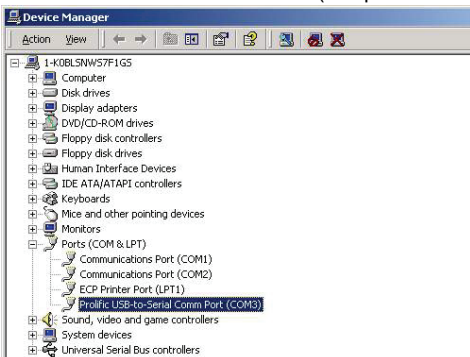 Device Manager
Action View
1-K0BLSNWS7F1GS
Computer
Disk drives
Display adapters
DVD/CD-ROM drives
Floppy disk controllers
Floppy disk drives
Human Interface Devices
IDE ATA/ATAPI controllers
Keyboards
Mice and other pointing devices
Monitors
Ports (COM & LPT)
Communications Port (COM1)
Communications Port (COM2)
ECP Printer Port (LPT1)
Prolific USB-to-Serial Comm Port (COM3)
Sound, video and game controllers
System devices
Universal Serial Bus controllers